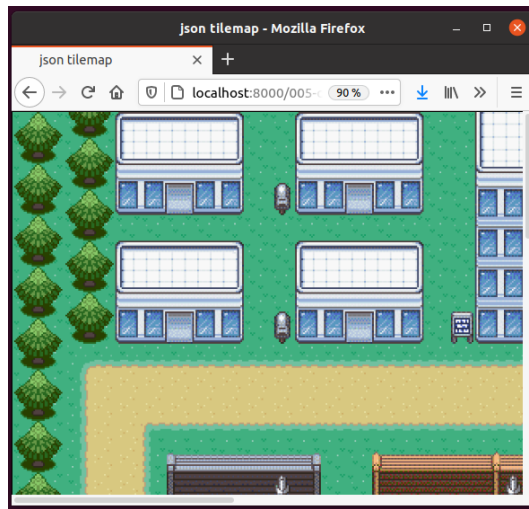 json tilemap - Mozilla Firefox
json tilemap
localhost:8000/005-
90 %